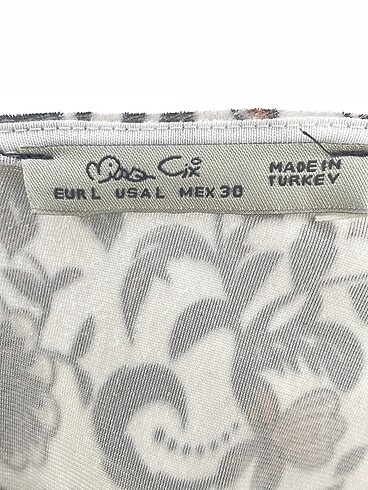 Miss Cix
EUR L USA L MEX 30
MADE IN
TURKEY